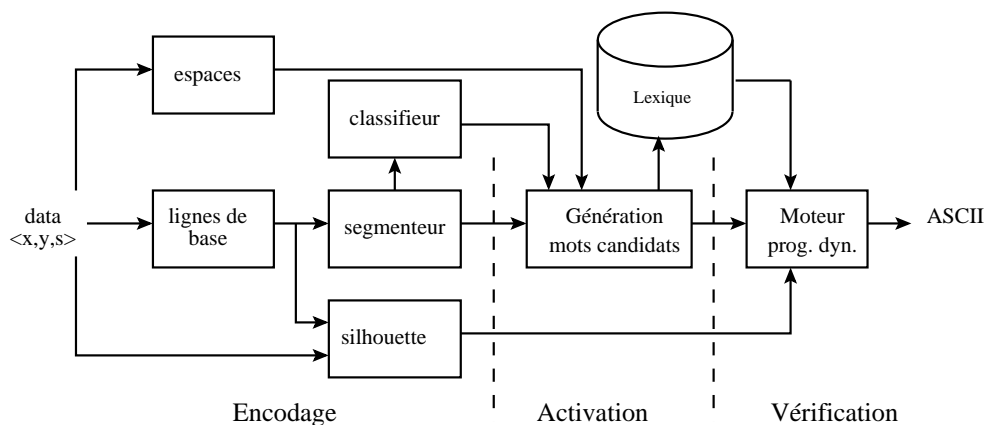 espaces
classifieur
Lexique
data
<x,y,s>
lignes de
base
segmenteur
Génération
mots candidats
Moteur
prog. dyn.
ASCII
silhouette
Encodage
Activation
Vérification